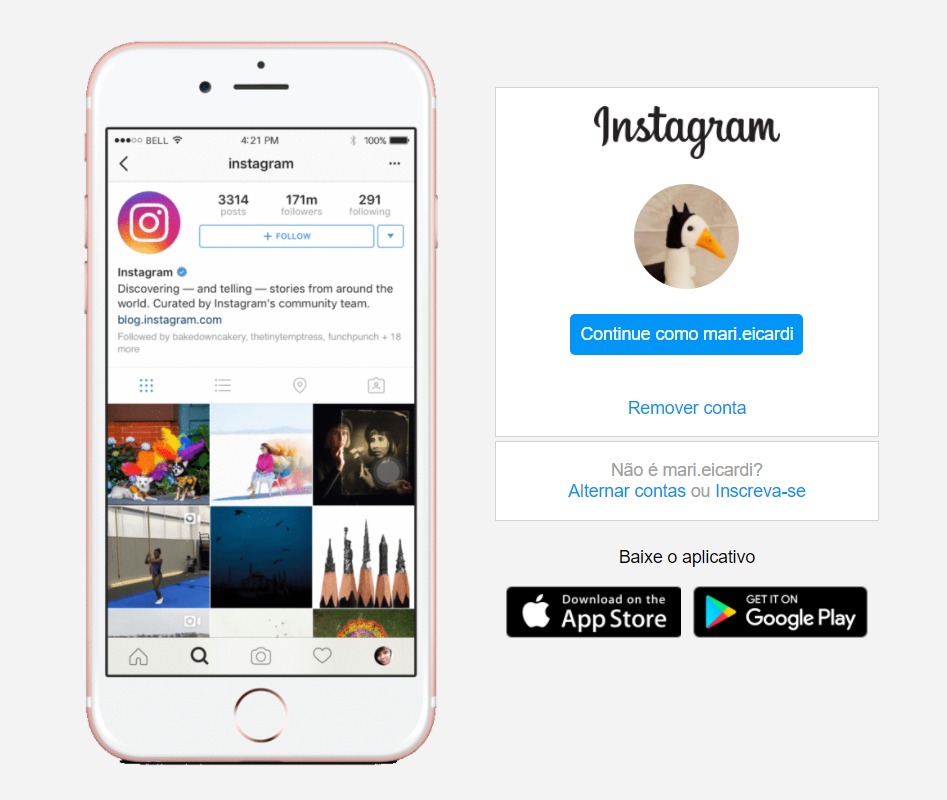 BELL
4:21 PM
100%
instagram
3314
posts
171m
followers
291
following
+ FOLLOW
Instagram
Discovering — and telling — stories from around the
world. Curated by Instagram's community team.
blog.instagram.com
Followed by bakedowncakery, thetinytemptress, funchpunch + 18
more
Instagram
Continue como mari.eicardi
Remover conta
Não é mari.eicardi?
Alternar contas ou Inscreva-se
Baixe o aplicativo
Download on the
App Store
GET IT ON
Google Play